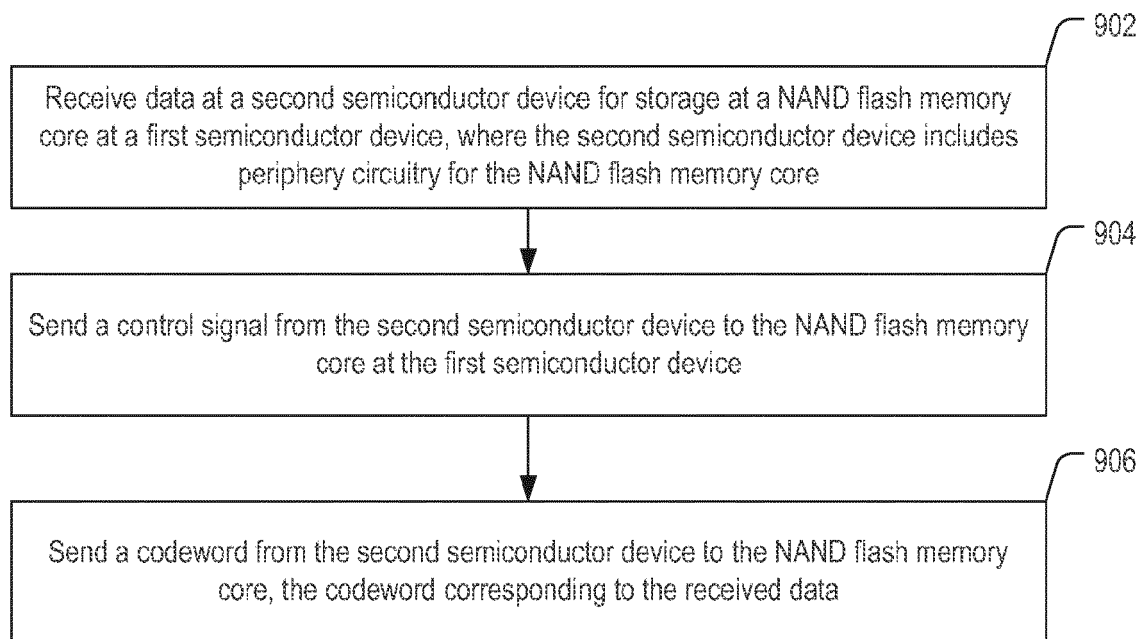 902
Receive data at a second semiconductor device for storage at a NAND flash memory
core at a first semiconductor device, where the second semiconductor device includes
periphery circuitry for the NAND flash memory core
904
Send a control signal from the second semiconductor device to the NAND flash memory
core at the first semiconductor device
906
Send a codeword from the second semiconductor device to the NAND flash memory
core, the codeword corresponding to the received data